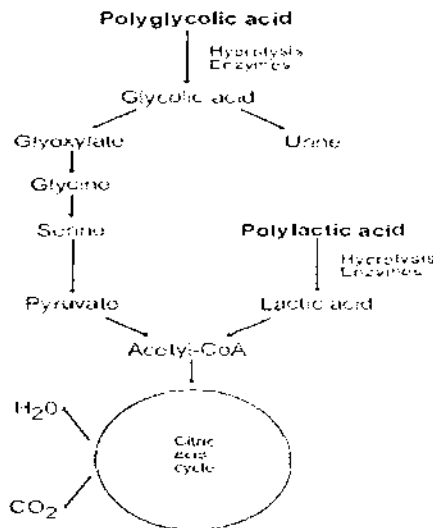 Polyglycolic acid
Hydrolysis
Enzymes
Glycolic acid
Glyoxylate
Urine
Glycine
Serine
Polylactic acid
Hydrolysis
Enzymes
Pyruvate
Lactic acid
Acetyl-CoA
H20
Citric
Acid
cycle
CO2